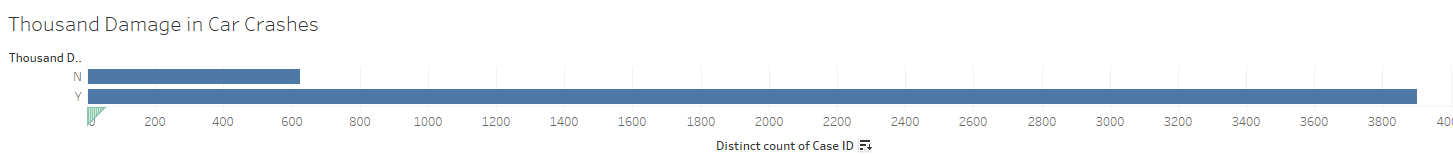 Thousand Damage in Car Crashes
Thousand D..
N
Y
0 200 400 600 800 1000 1200 1400 1600 1800 2000 2200 2400 2600 2800 3000 3200 3400 3600 3800 40
Distinct count of Case ID